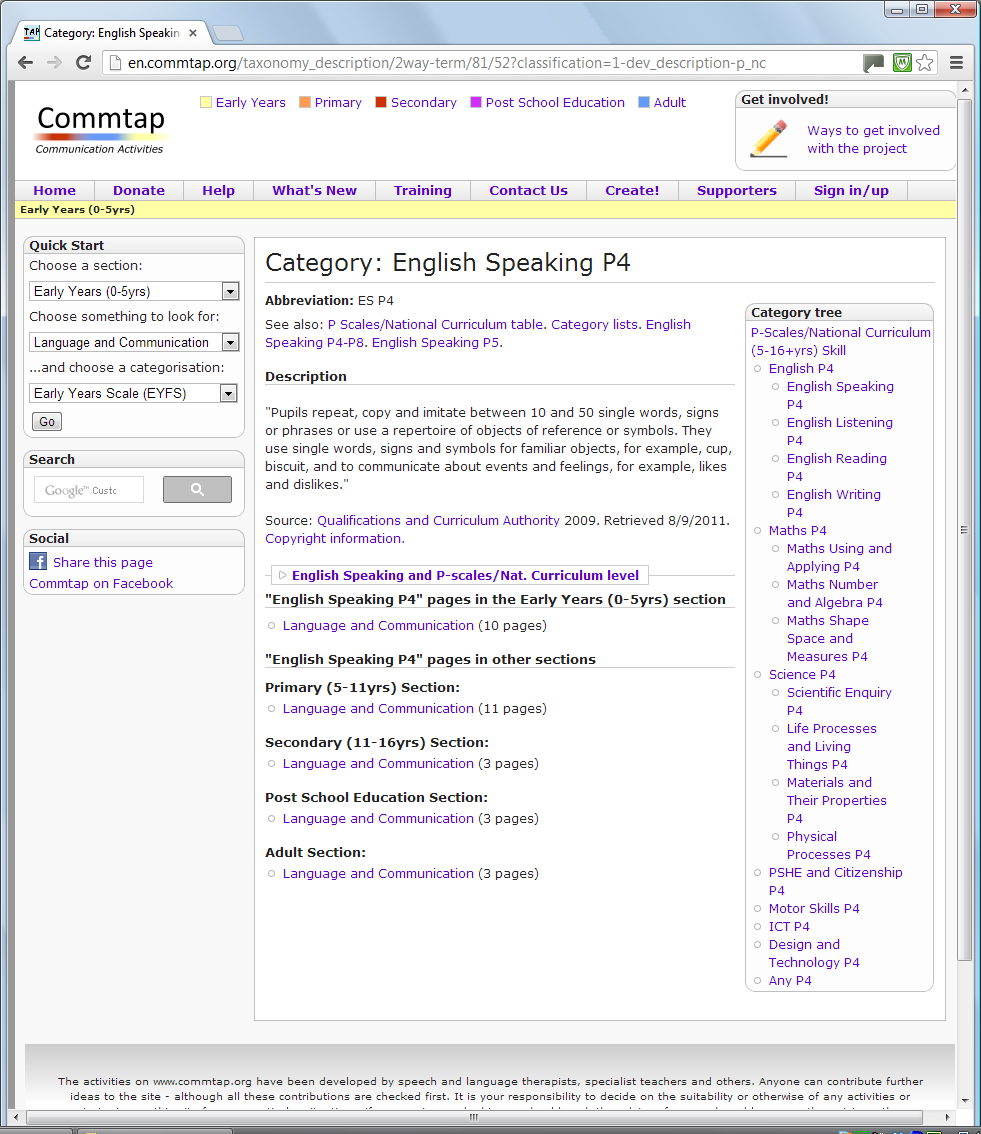 TAP Category: English Speakin ×
en.commtap.org/taxonomy_description/2way-term/81/52?classification=1-dev_description-p_nc
Commtap
Communication Activities
Early Years Primary Secondary Post School Education Adult
Get involved!
Ways to get involved
with the project
Home Donate Help What's New Training Contact Us Create! Supporters Sign in/up
Early Years (0-5yrs)
Quick Start
Choose a section:
Early Years (0-5yrs)
Choose something to look for:
Language and Communication
...and choose a categorisation:
Early Years Scale (EYFS)
Go
Search
Google™ Custc
Social
Share this page
Commtap on Facebook
Category: English Speaking P4
Abbreviation: ES P4
See also: P Scales/National Curriculum table. Category lists. English
Speaking P4-P8. English Speaking P5.
Description
"Pupils repeat, copy and imitate between 10 and 50 single words, signs
or phrases or use a repertoire of objects of reference or symbols. They
use single words, signs and symbols for familiar objects, for example, cup,
biscuit, and to communicate about events and feelings, for example, likes
and dislikes."
Source: Qualifications and Curriculum Authority 2009. Retrieved 8/9/2011.
Copyright information.
English Speaking and P-scales/Nat. Curriculum level
"English Speaking P4" pages in the Early Years (0-5yrs) section
Language and Communication (10 pages)
"English Speaking P4" pages in other sections
Primary (5-11yrs) Section:
Language and Communication (11 pages)
Secondary (11-16yrs) Section:
Language and Communication (3 pages)
Post School Education Section:
Language and Communication (3 pages)
Adult Section:
Language and Communication (3 pages)
Category tree
P-Scales/National Curriculum
(5-16+yrs) Skill
English P4
English Speaking
P4
English Listening
P4
English Reading
P4
English Writing
P4
Maths P4
Maths Using and
Applying P4
Maths Number
and Algebra P4
Maths Shape
Space and
Measures P4
Science P4
Scientific Enquiry
P4
Life Processes
and Living
Things P4
Materials and
Their Properties
P4
Physical
Processes P4
PSHE and Citizenship
P4
Motor Skills P4
ICT P4
Design and
Technology P4
Any P4
The activities on www.commtap.org have been developed by speech and language therapists, specialist teachers and others. Anyone can contribute further
ideas to the site - although all these contributions are checked first. It is your responsibility to decide on the suitability or otherwise of any activities or